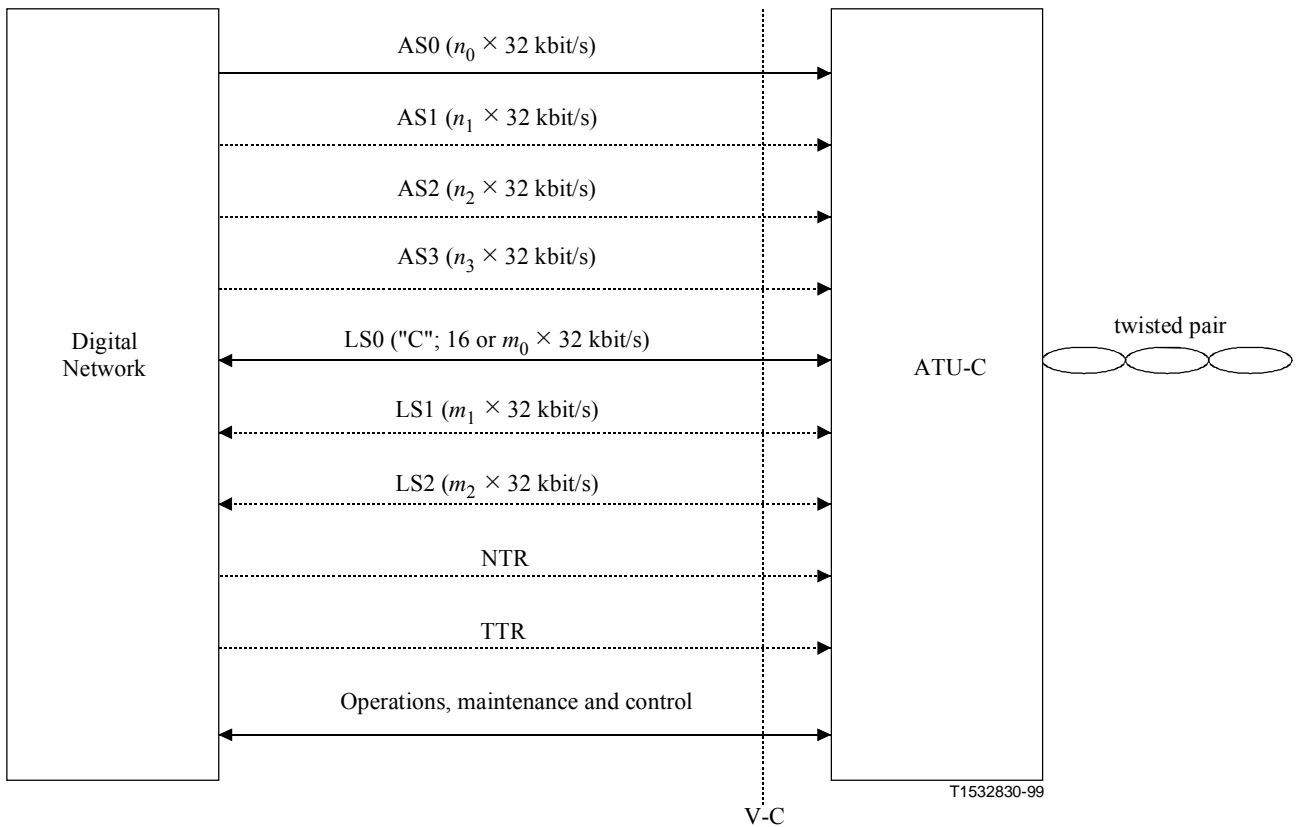 AS0 (n0 × 32 kbit/s)
AS1 (n1 × 32 kbit/s)
AS2 (n2 × 32 kbit/s)
AS3 (n3 × 32 kbit/s)
Digital
Network
LS0 ("C"; 16 or m0 × 32 kbit/s)
ATU-C
twisted pair
LS1 (m1 × 32 kbit/s)
LS2 (m2 × 32 kbit/s)
NTR
TTR
Operations, maintenance and control
T1532830-99
V-C